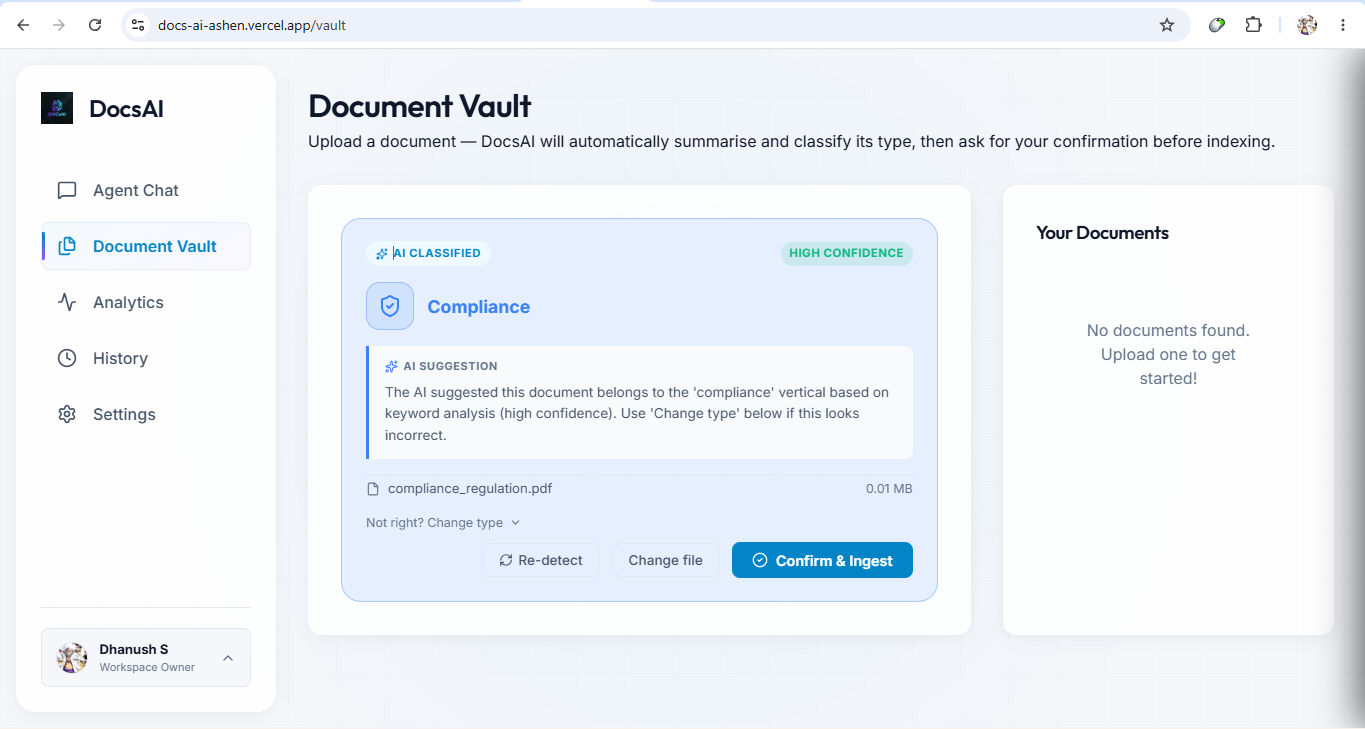 docs-ai-ashen.vercel.app/vault
DocsAI
Agent Chat
Document Vault
Analytics
History
Settings
Dhanush S
Workspace Owner
Document Vault
Upload a document — DocsAI will automatically summarise and classify its type, then ask for your confirmation before indexing.
AI CLASSIFIED
HIGH CONFIDENCE
Compliance
AI SUGGESTION
The AI suggested this document belongs to the 'compliance' vertical based on
keyword analysis (high confidence). Use 'Change type' below if this looks
incorrect.
compliance_regulation.pdf
0.01 MB
Not right? Change type
Re-detect
Change file
Confirm & Ingest
Your Documents
No documents found.
Upload one to get
started!